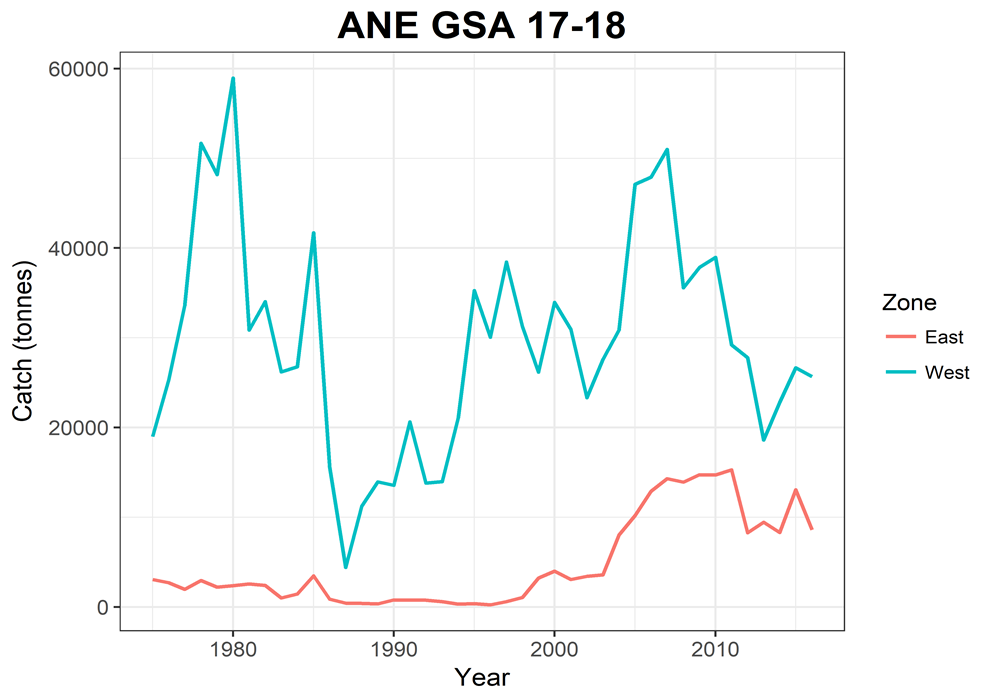 ANE GSA 17-18
60000
40000
20000
0
Catch (tonnes)
1980 1990 2000 2010
Year
Zone
East
West